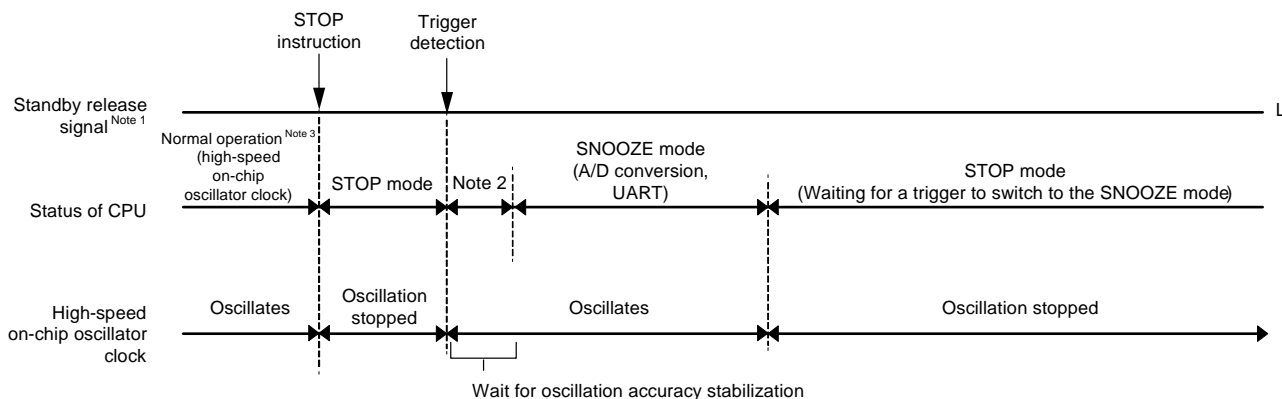 STOP
instruction
Trigger
detection
Standby release
signal Note 1
L
Normal operation Note 3
(high-speed
on-chip
oscillator clock)
STOP mode
Note 2
SNOOZE mode
(A/D conversion,
UART)
STOP mode
(Waiting for a trigger to switch to the SNOOZE mode)
Status of CPU
High-speed
on-chip oscillator
clock
Oscillates
Oscillation
stopped
Oscillates
Oscillation stopped
Wait for oscillation accuracy stabilization